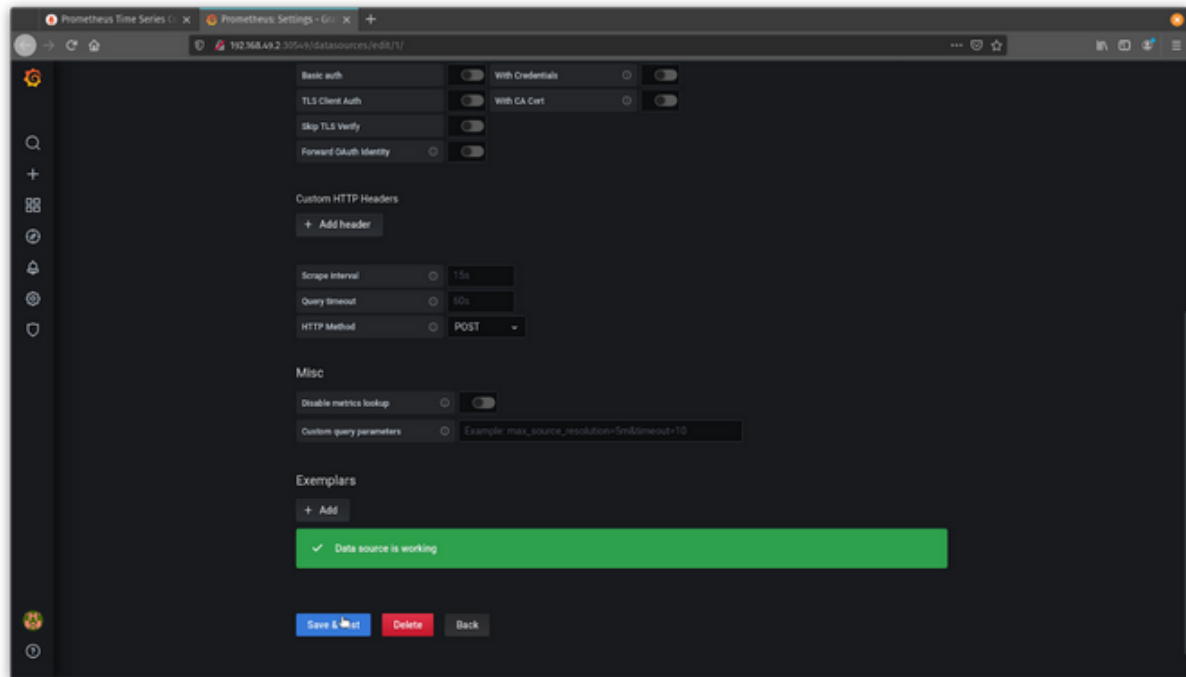 Prometheus Time Series C
Prometheus: Settings - Gra
192.168.49.2:30549/datasources/edit/1/
Basic auth
With Credentials
TLS Client Auth
With CA Cert
Skip TLS Verify
Forward OAuth Identity
Custom HTTP Headers
+ Add header
Scrape interval
15s
Query timeout
60s
HTTP Method
POST
Misc
Disable metrics lookup
Custom query parameters
Example: max_source_resolution=5m&timeout=10
Exemplars
+ Add
Data source is working
Save & Test
Delete
Back